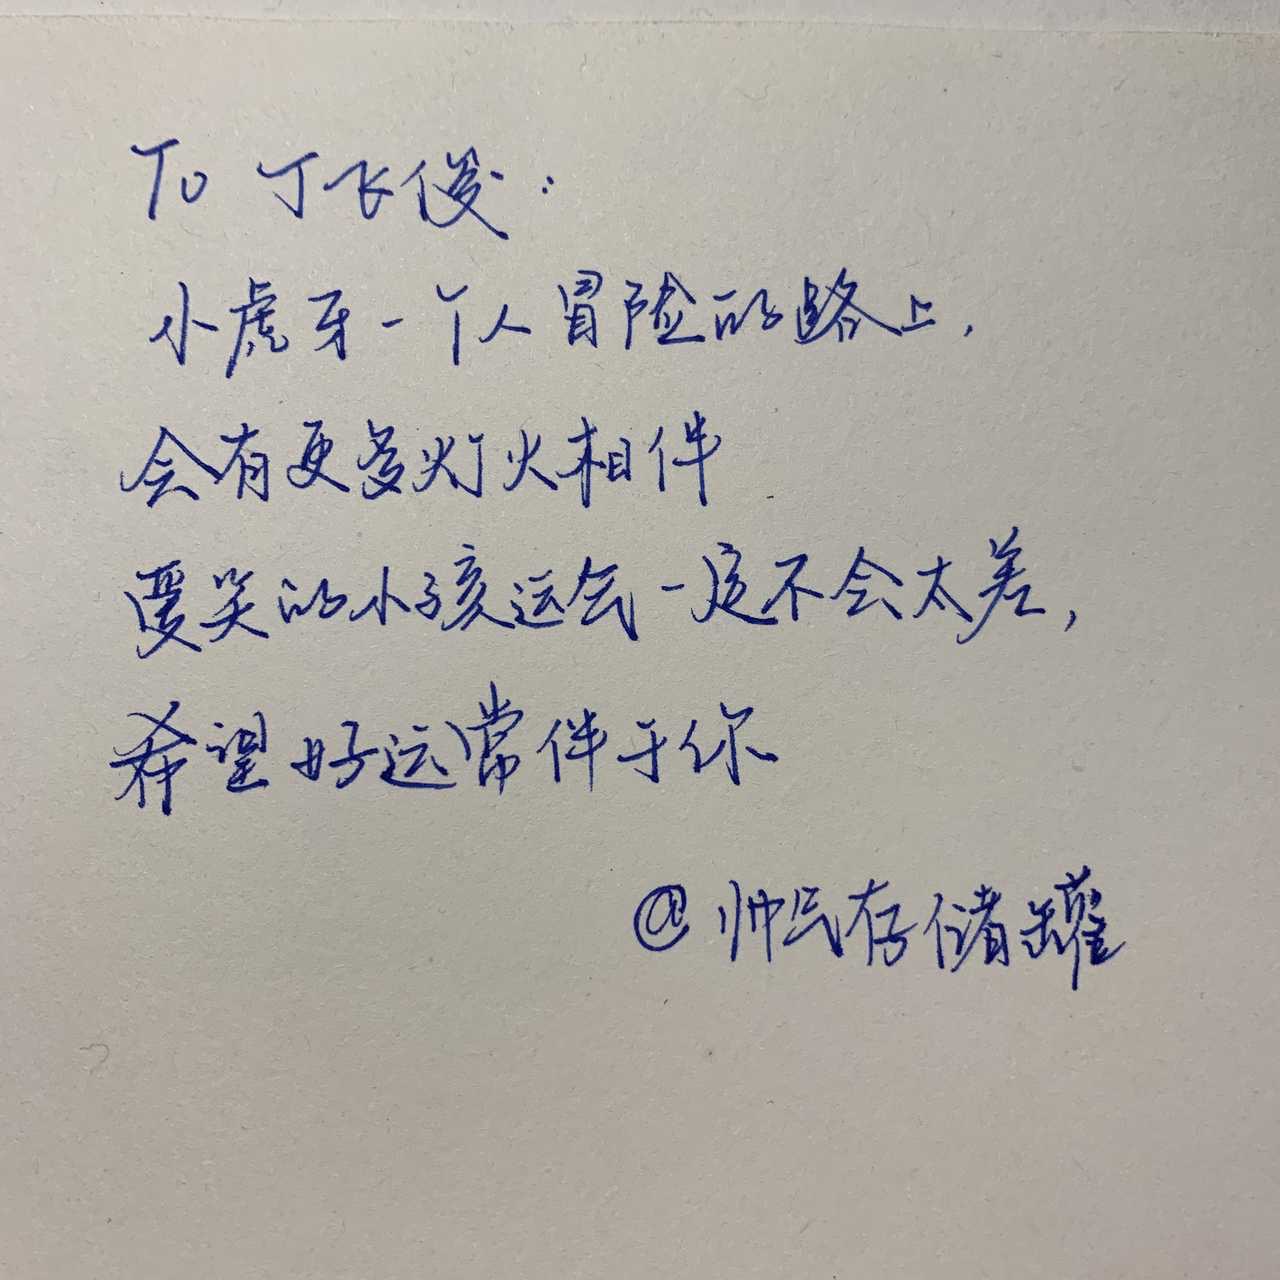 To 丁飞俊:
小虎牙一个人冒险的路上,
会有更多灯火相伴
爱笑的小孩运气一定不会太差,
希望好运常伴于你
@帅民存储罐